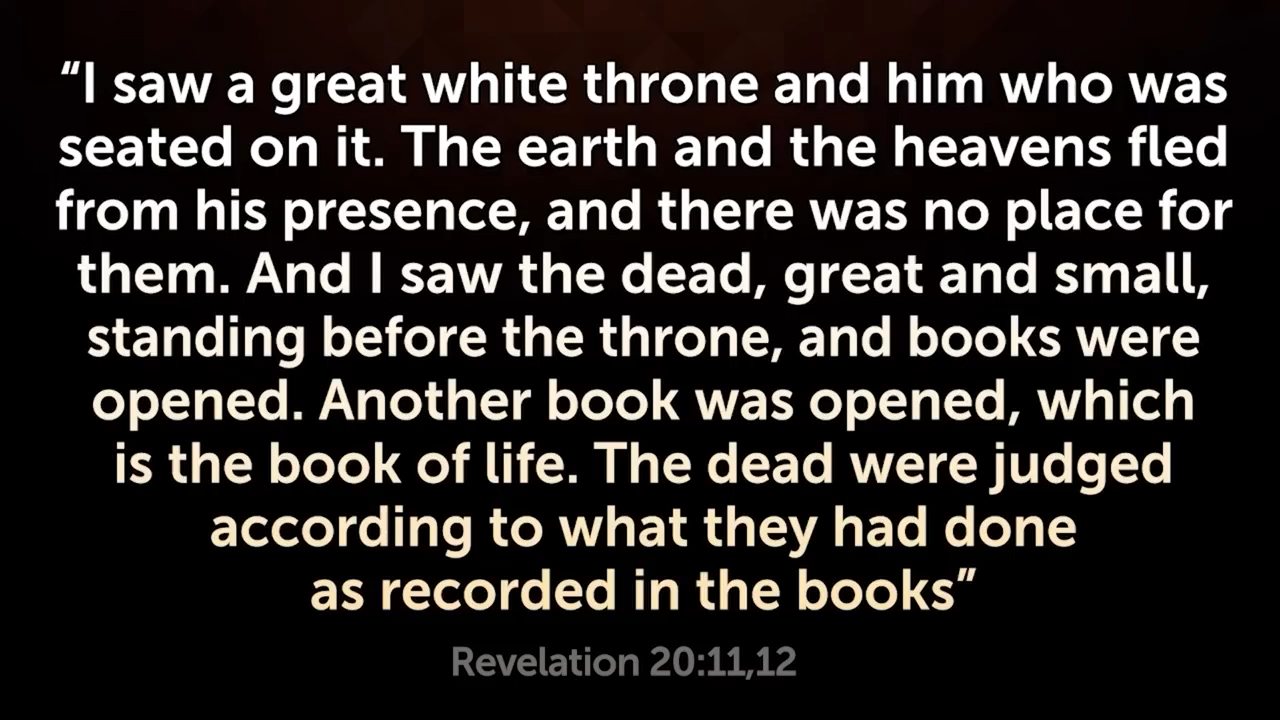 “I saw a great white throne and him who was
seated on it. The earth and the heavens fled
from his presence, and there was no place for
them. And I saw the dead, great and small,
standing before the throne, and books were
opened. Another book was opened, which
is the book of life. The dead were judged
according to what they had done
as recorded in the books”
Revelation 20:11,12